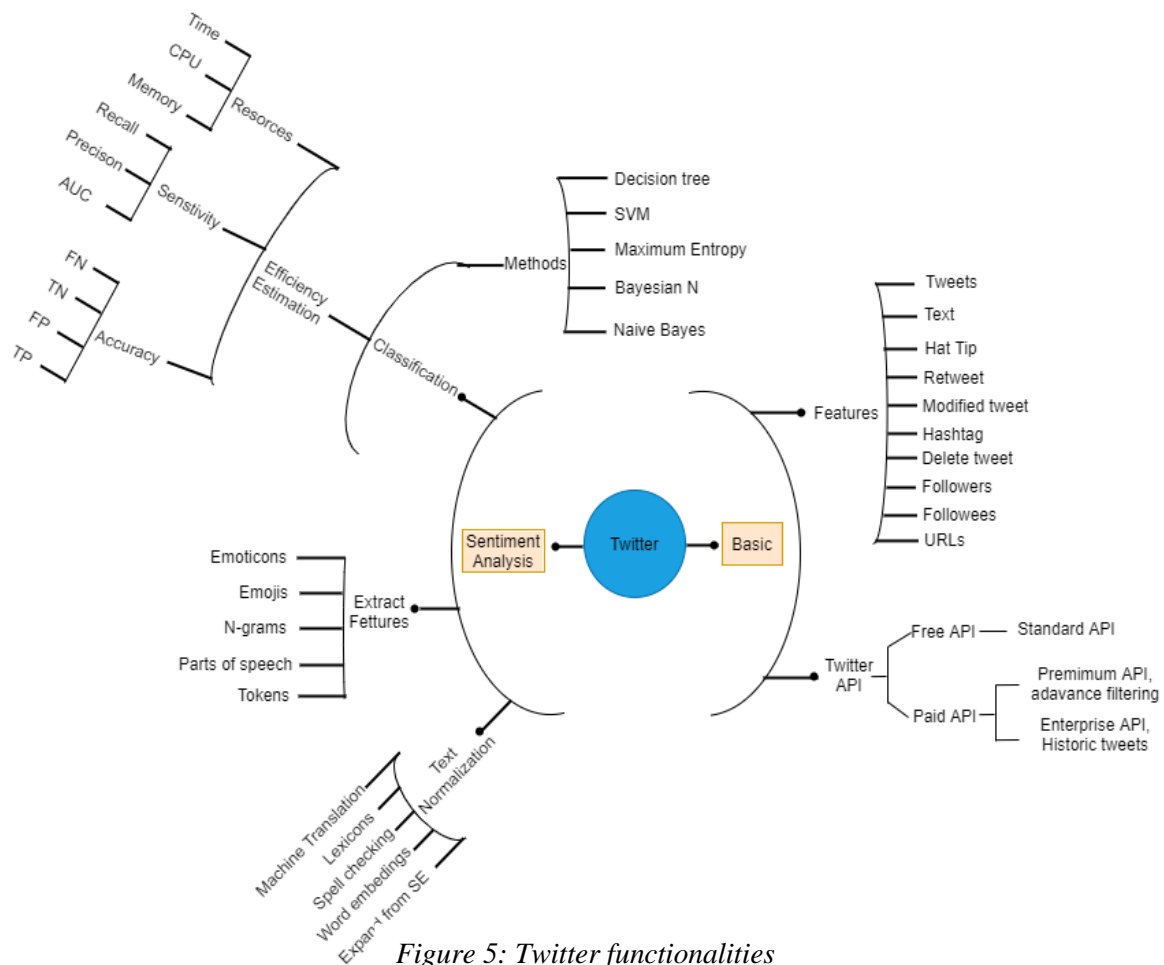 Time
CPU
Memory
Resorces
Recall
Precison
AUC
Senstivity
FN
TN
FP
TP
Accuracy
Efficiency
Estimation
Classification
Methods
Decision tree
SVM
Maximum Entropy
Bayesian N
Naive Bayes
Features
Tweets
Text
Hat Tip
Retweet
Modified tweet
Hashtag
Delete tweet
Followers
Followees
URLs
Sentiment
Analysis
Twitter
Basic
Emoticons
Emojis
N-grams
Parts of speech
Tokens
Extract
Fettures
Twitter
API
Free API
Standard API
Paid API
Premimum API,
adavance filtering
Enterprise API,
Historic tweets
Text
Normalization
Machine Translation
Lexicons
Spell checking
Word embedings
Expand from SE
Figure 5: Twitter functionalities